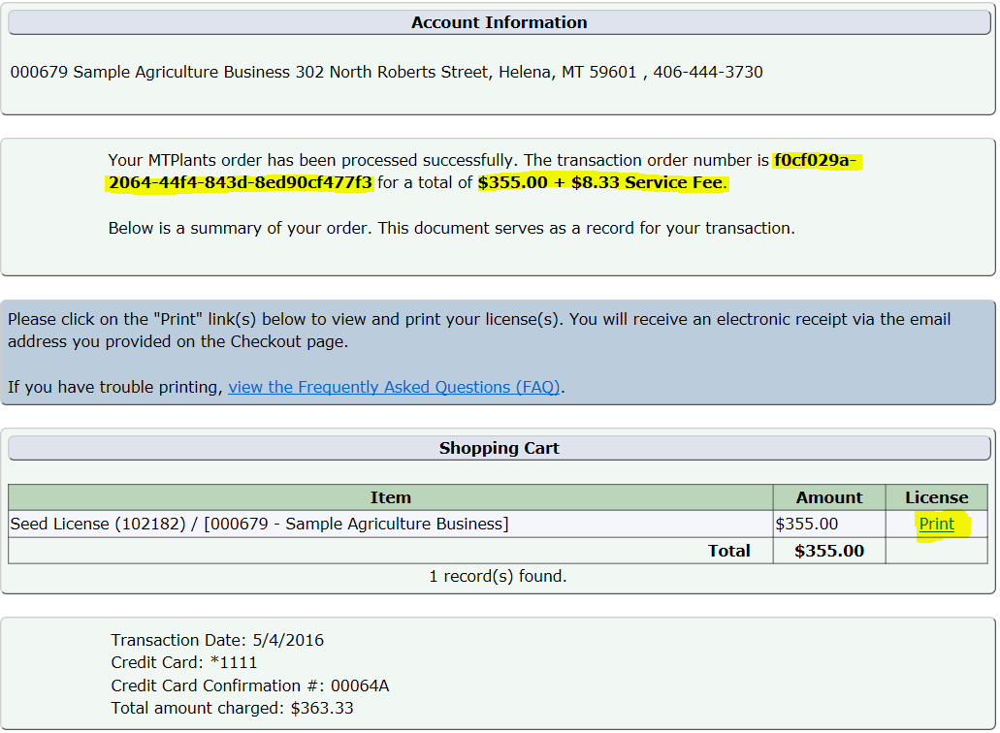 Account Information
000679 Sample Agriculture Business 302 North Roberts Street, Helena, MT 59601 , 406-444-3730
Your MTPlants order has been processed successfully. The transaction order number is f0cf029a-
2064-44f4-843d-8ed90cf477f3 for a total of $355.00 + $8.33 Service Fee.
Below is a summary of your order. This document serves as a record for your transaction.
Please click on the "Print" link(s) below to view and print your license(s). You will receive an electronic receipt via the email
address you provided on the Checkout page.
If you have trouble printing, view the Frequently Asked Questions (FAQ).
Shopping Cart
Item Amount License
Seed License (102182) / [000679 - Sample Agriculture Business] $355.00 Print
Total $355.00
1 record(s) found.
Transaction Date: 5/4/2016
Credit Card: *1111
Credit Card Confirmation #: 00064A
Total amount charged: $363.33